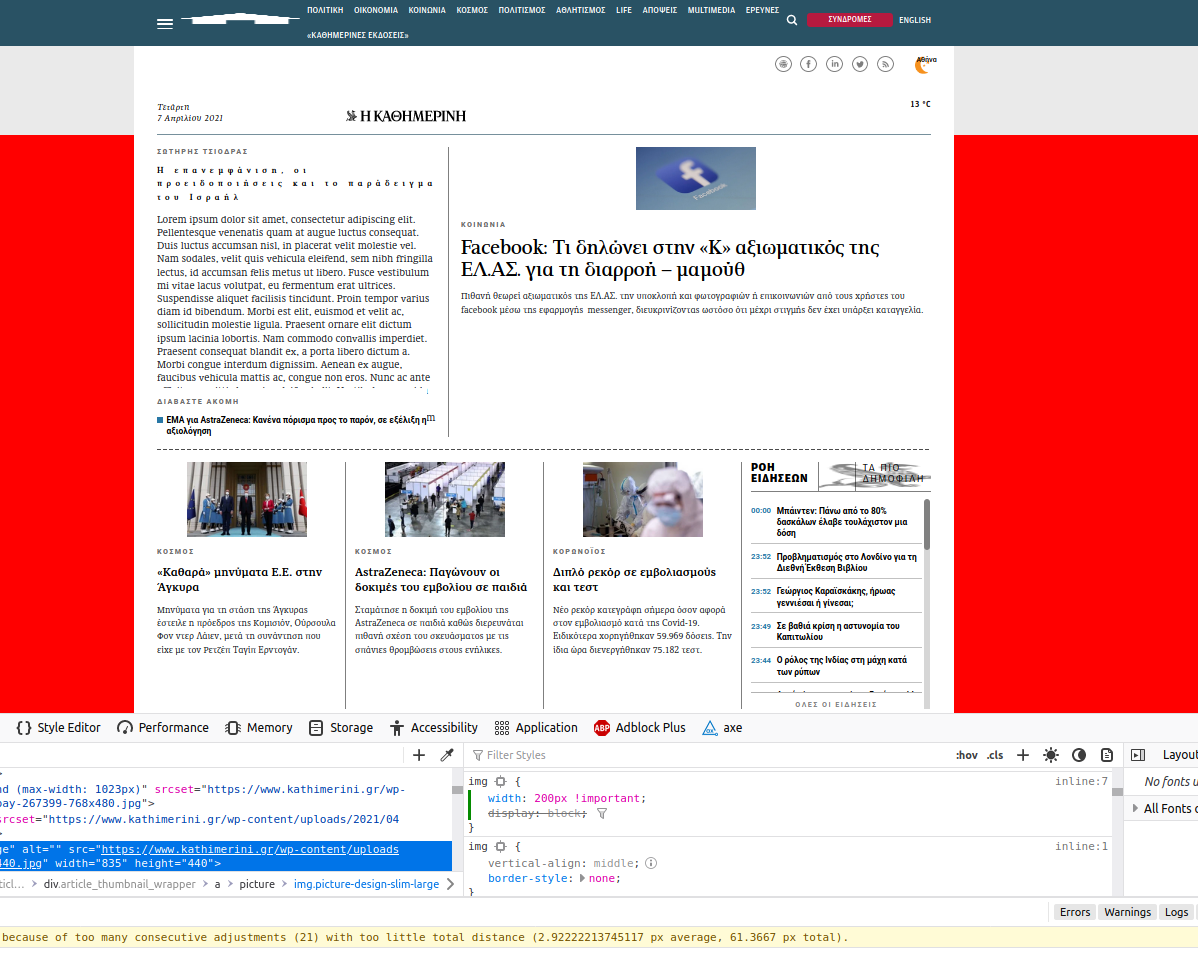 ΠΟΛΙΤΙΚΗ ΟΙΚΟΝΟΜΙΑ ΚΟΙΝΩΝΙΑ ΚΟΣΜΟΣ ΠΟΛΙΤΙΣΜΟΣ ΑΘΛΗΤΙΣΜΟΣ LIFE ΑΠΟΨΕΙΣ MULTIMEDIA ΕΡΕΥΝΕΣ
«ΚΑΘΗΜΕΡΙΝΕΣ ΕΚΔΟΣΕΙΣ»
ΣΥΝΔΡΟΜΕΣ ENGLISH
Αθήνα
13 °C
Τετάρτη
7 Απριλίου 2021
Η ΚΑΘΗΜΕΡΙΝΗ
ΣΩΤΗΡΗΣ ΤΣΙΟΔΡΑΣ
Η επανεμφάνιση, οι
προειδοποιήσεις και το παράδειγμα
του Ισραήλ
Lorem ipsum dolor sit amet, consectetur adipiscing elit.
Pellentesque venenatis quam at augue luctus consequat.
Duis luctus accumsan nisl, in placerat velit molestie vel.
Nam sodales, velit quis vehicula eleifend, sem nibh fringilla
lectus, id accumsan felis metus ut libero. Fusce vestibulum
mi vitae lacus volutpat, eu fermentum erat ultrices.
Suspendisse aliquet facilisis tincidunt. Proin tempor varius
diam id bibendum. Morbi est elit, euismod et velit ac,
sollicitudin molestie ligula. Praesent ornare elit dictum
ipsum lacinia lobortis. Nam commodo convallis imperdiet.
Praesent consequat blandit ex, a porta libero dictum a.
Morbi congue interdum dignissim. Aenean ex augue,
faucibus vehicula mattis ac, congue non eros. Nunc ac ante
ΔΙΑΒΑΣΤΕ ΑΚΟΜΗ
EMA για AstraZeneca: Κανένα πόρισμα προς το παρόν, σε εξέλιξη η
αξιολόγηση
m
Facebook
ΚΟΙΝΩΝΙΑ
Facebook: Τι δηλώνει στην «Κ» αξιωματικός της
ΕΛ.ΑΣ. για τη διαρροή – μαμούθ
Πιθανή θεωρεί αξιωματικός της ΕΛ.ΑΣ. την υποκλοπή και φωτογραφιών ή επικοινωνιών από τους χρήστες του
facebook μέσω της εφαρμογής messenger, διευκρινίζοντας ωστόσο ότι μέχρι στιγμής δεν έχει υπάρξει καταγγελία.
ΚΟΣΜΟΣ
«Καθαρά» μηνύματα Ε.Ε. στην
Άγκυρα
Μηνύματα για τη στάση της Άγκυρας
έστειλε η πρόεδρος της Κομισιόν, Ούρσουλα
Φον ντερ Λάιεν, μετά τη συνάντηση που
είχε με τον Ρετζέπ Ταγίπ Ερντογάν.
ΚΟΣΜΟΣ
AstraZeneca: Παγώνουν οι
δοκιμές του εμβολίου σε παιδιά
Σταμάτησε η δοκιμή του εμβολίου της
AstraZeneca σε παιδιά καθώς διερευνάται
πιθανή σχέση του σκευάσματος με τις
σπάνιες θρομβώσεις στους ενήλικες.
ΚΟΡΩΝΟΪΟΣ
Διπλό ρεκόρ σε εμβολιασμούς
και τεστ
Νέο ρεκόρ κατεγράφη σήμερα όσον αφορά
στον εμβολιασμό κατά της Covid-19.
Ειδικότερα χορηγήθηκαν 59.969 δόσεις. Την
ίδια ώρα διενεργήθηκαν 75.182 τεστ.
ΡΟΗ
ΕΙΔΗΣΕΩΝ
ΤΑ ΠΙΟ
ΔΗΜΟΦΙΛΗ
00:00 Μπάιντεν: Πάνω από το 80%
δασκάλων έλαβε τουλάχιστον μια
δόση
23:52 Προβληματισμός στο Λονδίνο για τη
Διεθνή Έκθεση Βιβλίου
23:52 Γεώργιος Καραϊσκάκης, ήρωας
γεννιέσαι ή γίνεσαι;
23:49 Σε βαθιά κρίση η αστυνομία του
Καπιτωλίου
23:44 Ο ρόλος της Ινδίας στη μάχη κατά
των ρύπων
ΟΛΕΣ ΟΙ ΕΙΔΗΣΕΙΣ
Style Editor Performance Memory Storage Accessibility Application ABP Adblock Plus axe
Filter Styles :hov .cls Layout
nd (max-width: 1023px)" srcset="https://www.kathimerini.gr/wp-
bay-267399-768x480.jpg">
srcset="https://www.kathimerini.gr/wp-content/uploads/2021/04
ge" alt="" src="https://www.kathimerini.gr/wp-content/uploads
440.jpg" width="835" height="440">
ticl… div.article_thumbnail_wrapper a picture img.picture-design-slim-large
img { inline:7
width: 200px !important;
display: block;
}
img { inline:1
vertical-align: middle;
border-style: none;
}
No fonts u
All Fonts o
Errors Warnings Logs
because of too many consecutive adjustments (21) with too little total distance (2.92222213745117 px average, 61.3667 px total).